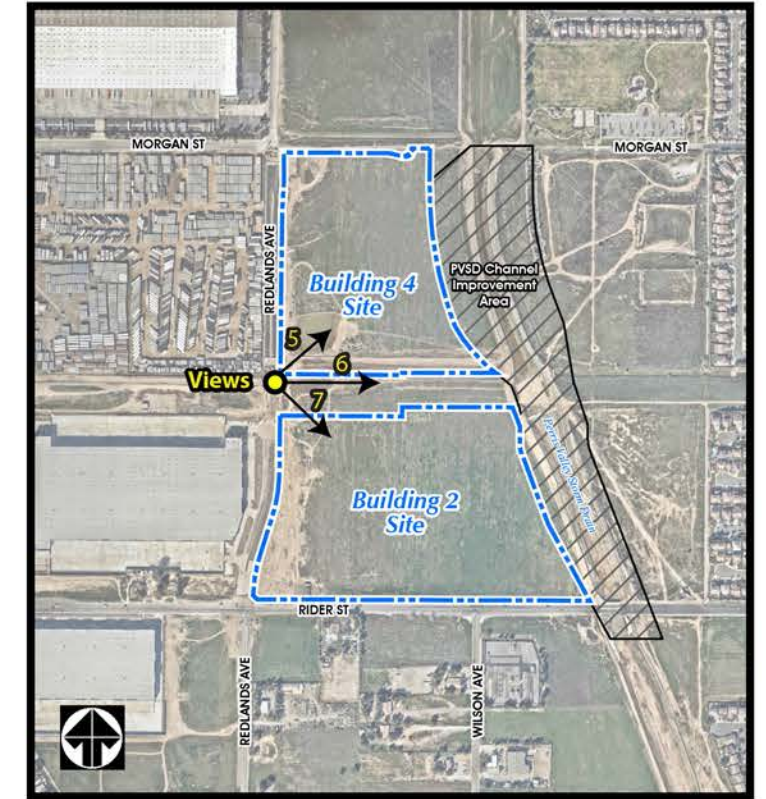 MORGAN ST
MORGAN ST
REDLANDS AVE
Building 4
Site
PVSD Channel
Improvement
Area
5
6
Views
7
Perris Valley Storm Drain
Building 2
Site
RIDER ST
REDLANDS AVE
WILSON AVE